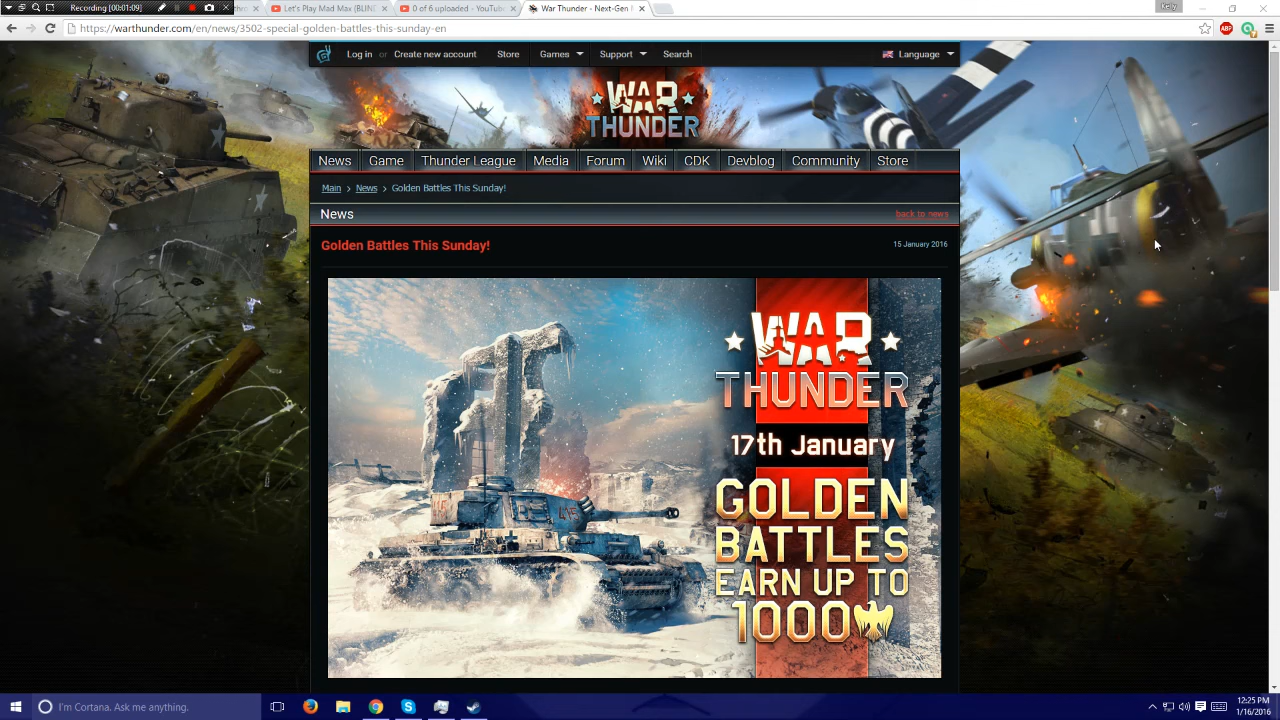 Recording [00:01:09]
Let's Play Mad Max (BLIN
0 of 6 uploaded - YouTube
War Thunder - Next-Gen
Kelly
https://warthunder.com/en/news/3502-special-golden-battles-this-sunday-en
ABP
Log in or Create new account Store Games Support Search Language
WAR
THUNDER
News Game Thunder League Media Forum Wiki CDK Devblog Community Store
Main > News > Golden Battles This Sunday!
News back to news
Golden Battles This Sunday! 15 January 2016
WAR
THUNDER
17th January
GOLDEN
BATTLES
EARN UP TO
1000
415
I'm Cortana. Ask me anything.
12:25 PM
1/16/2016